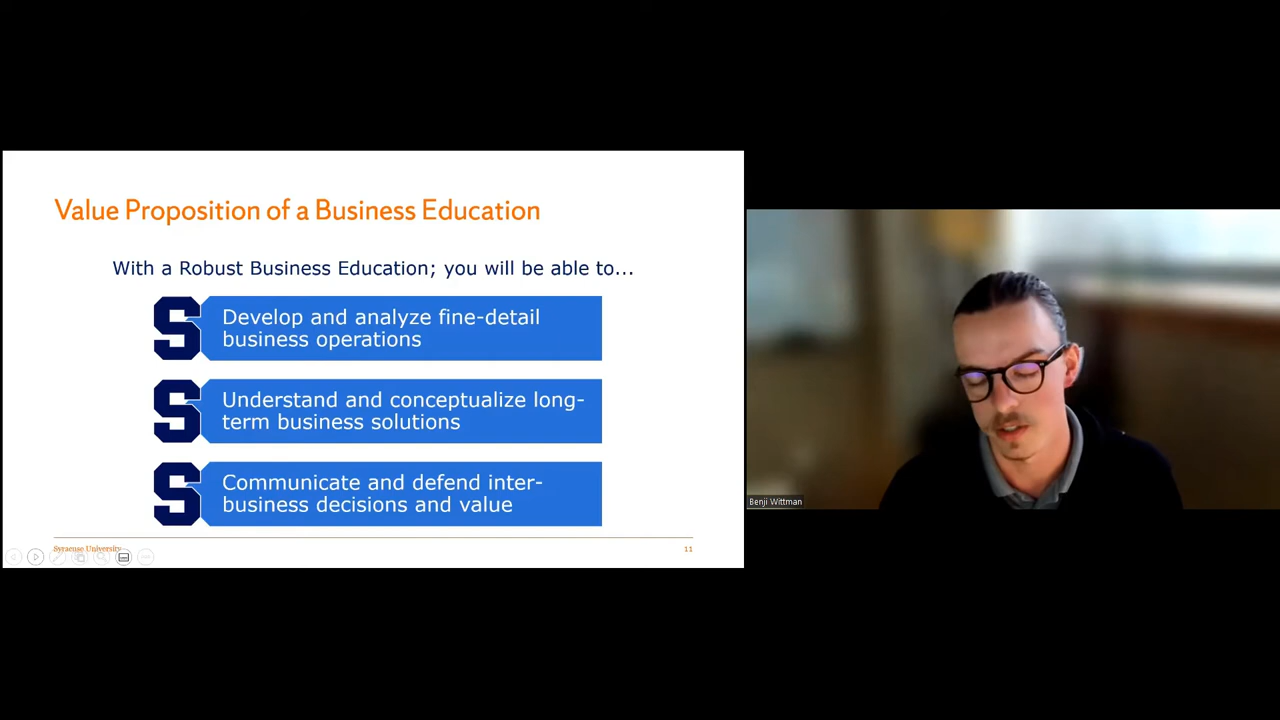 Value Proposition of a Business Education
With a Robust Business Education; you will be able to...
S
Develop and analyze fine-detail
business operations
S
Understand and conceptualize long-
term business solutions
S
Communicate and defend inter-
business decisions and value
Syracuse University
11
Benji Wittman